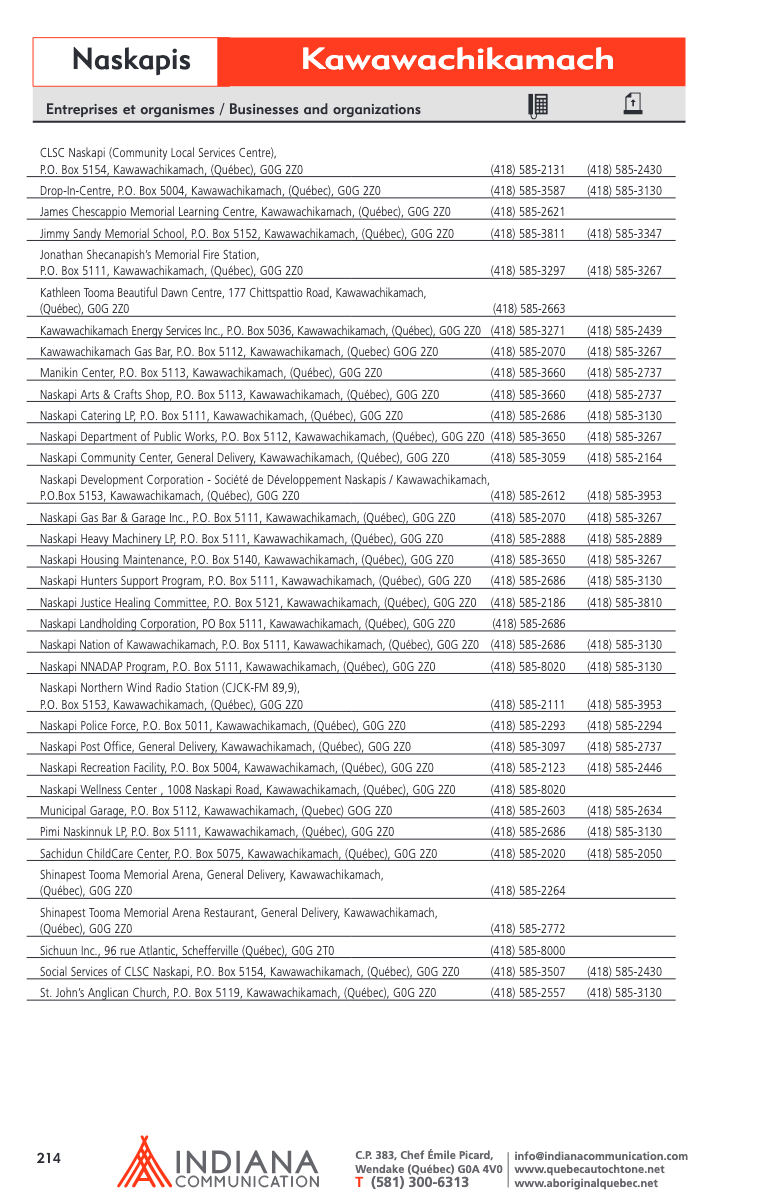 Naskapis Kawawachikamach
Entreprises et organismes / Businesses and organizations
CLSC Naskapi (Community Local Services Centre),
P.O. Box 5154, Kawawachikamach, (Québec), G0G 2Z0 (418) 585-2131 (418) 585-2430
Drop-In-Centre, P.O. Box 5004, Kawawachikamach, (Québec), G0G 2Z0 (418) 585-3587 (418) 585-3130
James Chescappio Memorial Learning Centre, Kawawachikamach, (Québec), G0G 2Z0 (418) 585-2621
Jimmy Sandy Memorial School, P.O. Box 5152, Kawawachikamach, (Québec), G0G 2Z0 (418) 585-3811 (418) 585-3347
Jonathan Shecanapish's Memorial Fire Station,
P.O. Box 5111, Kawawachikamach, (Québec), G0G 2Z0 (418) 585-3297 (418) 585-3267
Kathleen Tooma Beautiful Dawn Centre, 177 Chittspattio Road, Kawawachikamach,
(Québec), G0G 2Z0 (418) 585-2663
Kawawachikamach Energy Services Inc., P.O. Box 5036, Kawawachikamach, (Québec), G0G 2Z0 (418) 585-3271 (418) 585-2439
Kawawachikamach Gas Bar, P.O. Box 5112, Kawawachikamach, (Quebec) GOG 2Z0 (418) 585-2070 (418) 585-3267
Manikin Center, P.O. Box 5113, Kawawachikamach, (Québec), G0G 2Z0 (418) 585-3660 (418) 585-2737
Naskapi Arts & Crafts Shop, P.O. Box 5113, Kawawachikamach, (Québec), G0G 2Z0 (418) 585-3660 (418) 585-2737
Naskapi Catering LP, P.O. Box 5111, Kawawachikamach, (Québec), G0G 2Z0 (418) 585-2686 (418) 585-3130
Naskapi Department of Public Works, P.O. Box 5112, Kawawachikamach, (Québec), G0G 2Z0 (418) 585-3650 (418) 585-3267
Naskapi Community Center, General Delivery, Kawawachikamach, (Québec), G0G 2Z0 (418) 585-3059 (418) 585-2164
Naskapi Development Corporation - Société de Développement Naskapis / Kawawachikamach,
P.O.Box 5153, Kawawachikamach, (Québec), G0G 2Z0 (418) 585-2612 (418) 585-3953
Naskapi Gas Bar & Garage Inc., P.O. Box 5111, Kawawachikamach, (Québec), G0G 2Z0 (418) 585-2070 (418) 585-3267
Naskapi Heavy Machinery LP, P.O. Box 5111, Kawawachikamach, (Québec), G0G 2Z0 (418) 585-2888 (418) 585-2889
Naskapi Housing Maintenance, P.O. Box 5140, Kawawachikamach, (Québec), G0G 2Z0 (418) 585-3650 (418) 585-3267
Naskapi Hunters Support Program, P.O. Box 5111, Kawawachikamach, (Québec), G0G 2Z0 (418) 585-2686 (418) 585-3130
Naskapi Justice Healing Committee, P.O. Box 5121, Kawawachikamach, (Québec), G0G 2Z0 (418) 585-2186 (418) 585-3810
Naskapi Landholding Corporation, PO Box 5111, Kawawachikamach, (Québec), G0G 2Z0 (418) 585-2686
Naskapi Nation of Kawawachikamach, P.O. Box 5111, Kawawachikamach, (Québec), G0G 2Z0 (418) 585-2686 (418) 585-3130
Naskapi NNADAP Program, P.O. Box 5111, Kawawachikamach, (Québec), G0G 2Z0 (418) 585-8020 (418) 585-3130
Naskapi Northern Wind Radio Station (CJCK-FM 89,9),
P.O. Box 5153, Kawawachikamach, (Québec), G0G 2Z0 (418) 585-2111 (418) 585-3953
Naskapi Police Force, P.O. Box 5011, Kawawachikamach, (Québec), G0G 2Z0 (418) 585-2293 (418) 585-2294
Naskapi Post Office, General Delivery, Kawawachikamach, (Québec), G0G 2Z0 (418) 585-3097 (418) 585-2737
Naskapi Recreation Facility, P.O. Box 5004, Kawawachikamach, (Québec), G0G 2Z0 (418) 585-2123 (418) 585-2446
Naskapi Wellness Center , 1008 Naskapi Road, Kawawachikamach, (Québec), G0G 2Z0 (418) 585-8020
Municipal Garage, P.O. Box 5112, Kawawachikamach, (Quebec) GOG 2Z0 (418) 585-2603 (418) 585-2634
Pimi Naskinnuk LP, P.O. Box 5111, Kawawachikamach, (Québec), G0G 2Z0 (418) 585-2686 (418) 585-3130
Sachidun ChildCare Center, P.O. Box 5075, Kawawachikamach, (Québec), G0G 2Z0 (418) 585-2020 (418) 585-2050
Shinapest Tooma Memorial Arena, General Delivery, Kawawachikamach,
(Québec), G0G 2Z0 (418) 585-2264
Shinapest Tooma Memorial Arena Restaurant, General Delivery, Kawawachikamach,
(Québec), G0G 2Z0 (418) 585-2772
Sichuun Inc., 96 rue Atlantic, Schefferville (Québec), G0G 2T0 (418) 585-8000
Social Services of CLSC Naskapi, P.O. Box 5154, Kawawachikamach, (Québec), G0G 2Z0 (418) 585-3507 (418) 585-2430
St. John's Anglican Church, P.O. Box 5119, Kawawachikamach, (Québec), G0G 2Z0 (418) 585-2557 (418) 585-3130
214
INDIANA
COMMUNICATION
C.P. 383, Chef Émile Picard,
Wendake (Québec) G0A 4V0
T (581) 300-6313
info@indianacommunication.com
www.quebecautochtone.net
www.aboriginalquebec.net